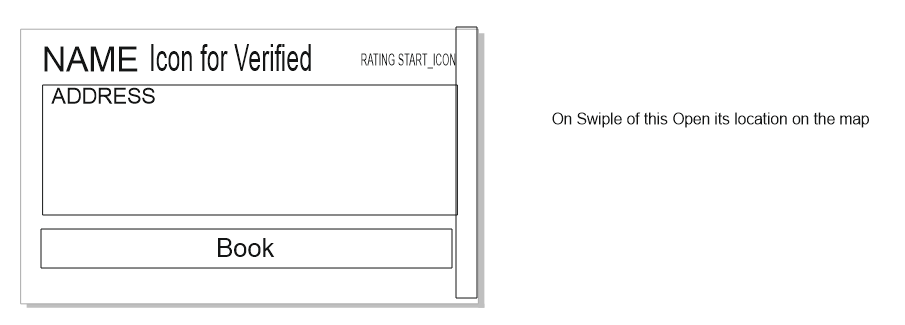 NAME Icon for Verified RATING START_ICON
ADDRESS
On Swiple of this Open its location on the map
Book